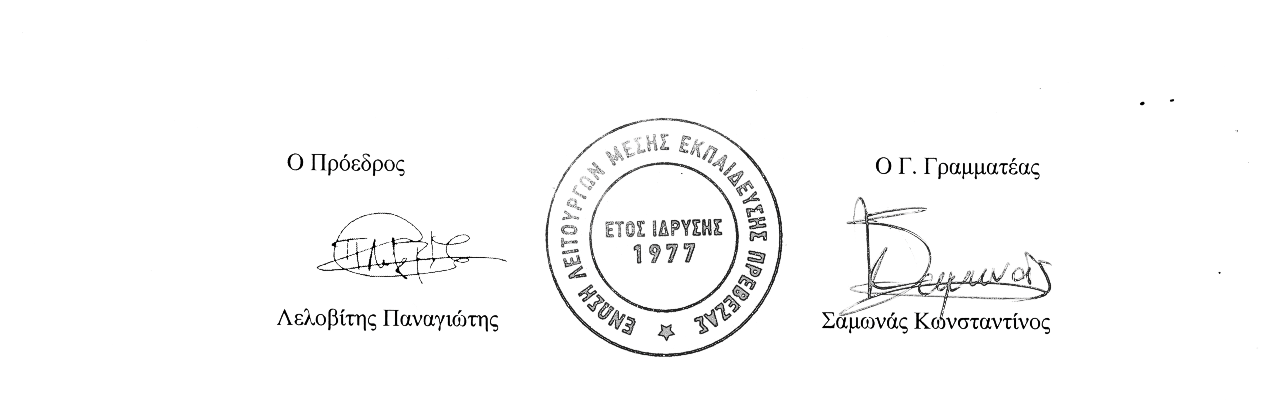 Ο Πρόεδρος
Λελοβίτης Παναγιώτης
ΕΝΩΣΗ ΛΕΙΤΟΥΡΓΩΝ ΜΕΣΗΣ ΕΚΠΑΙΔΕΥΣΗΣ ΠΡΕΒΕΖΑΣ
ΕΤΟΣ ΙΔΡΥΣΗΣ
1977
Ο Γ. Γραμματέας
Σαμωνάς Κωνσταντίνος